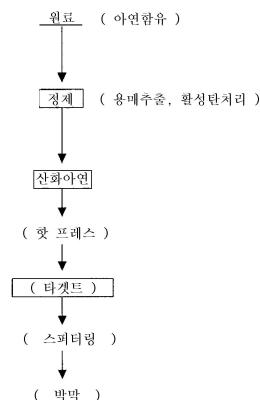 원료 ( 아연함유 )
정제 ( 용매추출, 활성탄처리 )
산화아연
( 핫 프레스 )
( 타겟트 )
( 스퍼터링 )
( 박막 )